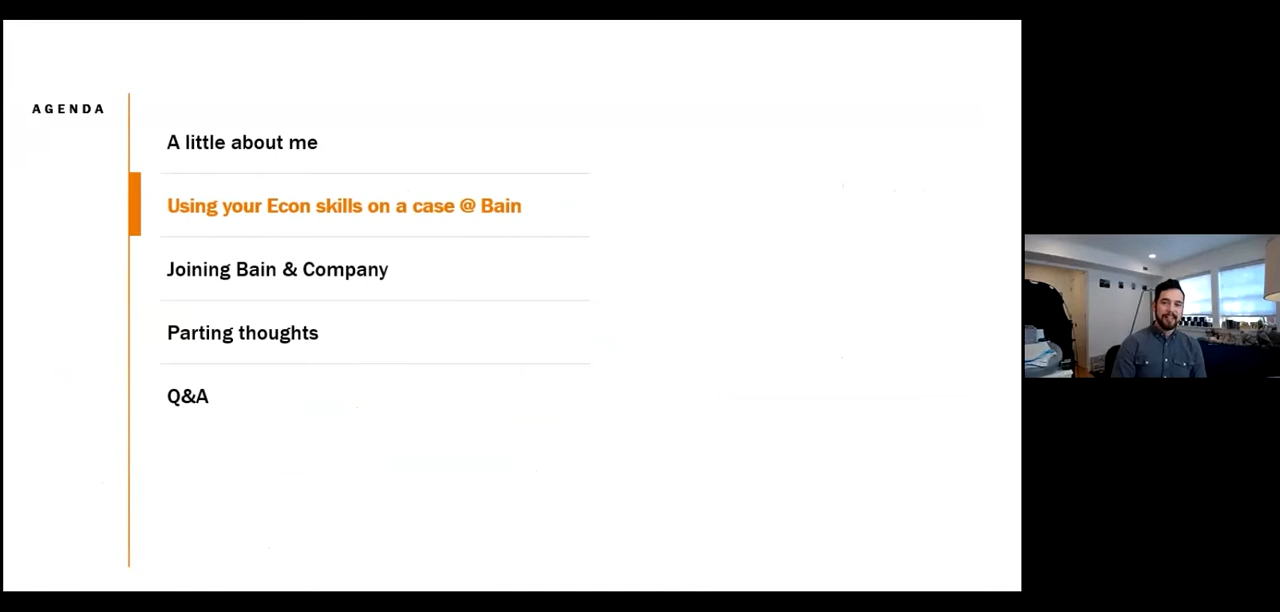 AGENDA
A little about me
Using your Econ skills on a case @ Bain
Joining Bain & Company
Parting thoughts
Q&A